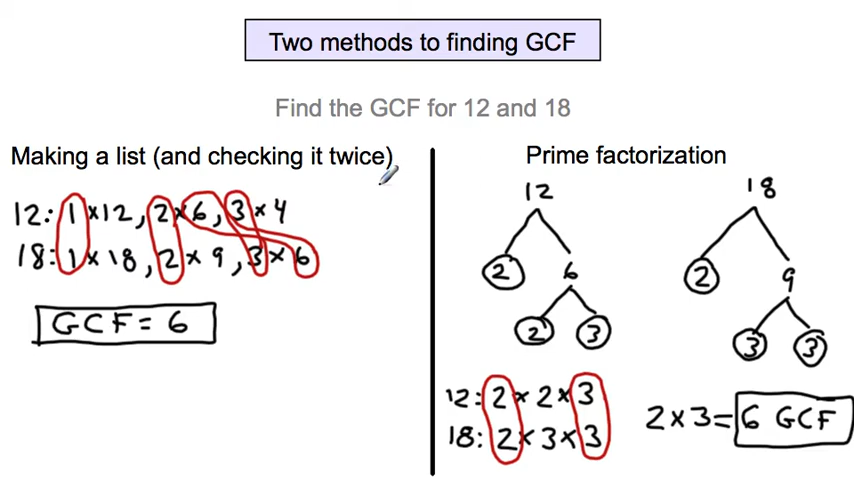 Two methods to finding GCF
Find the GCF for 12 and 18
Making a list (and checking it twice)
12: 1 × 12, 2 × 6, 3 × 4
18: 1 × 18, 2 × 9, 3 × 6
GCF = 6
Prime factorization
12
2 6
2 3
18
2 9
3 3
12: 2 × 2 × 3
18: 2 × 3 × 3
2 × 3 = 6 GCF